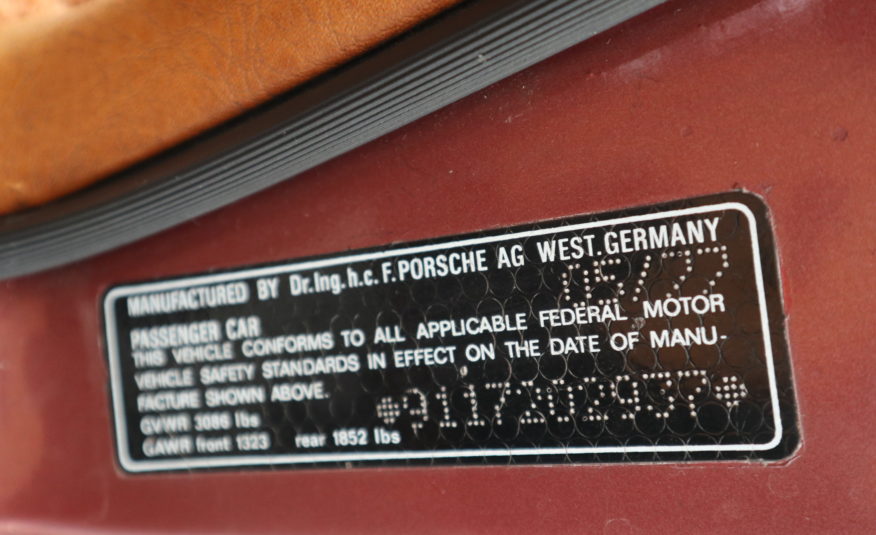 MANUFACTURED BY Dr.Ing.h.c. F.PORSCHE AG WEST.GERMANY
05/77
PASSENGER CAR
THIS VEHICLE CONFORMS TO ALL APPLICABLE FEDERAL MOTOR
VEHICLE SAFETY STANDARDS IN EFFECT ON THE DATE OF MANU-
FACTURE SHOWN ABOVE.
GVWR 3086 lbs
*9117202937*
GAWR front 1323 rear 1852 lbs